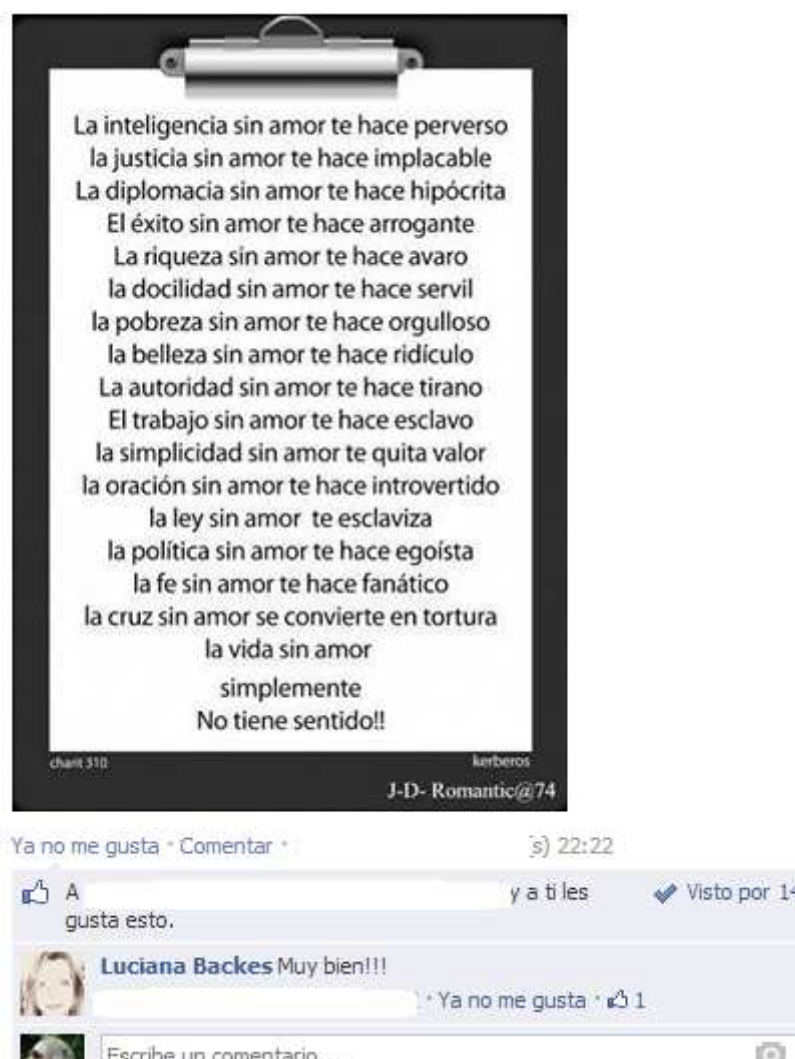 La inteligencia sin amor te hace perverso
la justicia sin amor te hace implacable
La diplomacia sin amor te hace hipócrita
El éxito sin amor te hace arrogante
La riqueza sin amor te hace avaro
la docilidad sin amor te hace servil
la pobreza sin amor te hace orgulloso
la belleza sin amor te hace ridículo
La autoridad sin amor te hace tirano
El trabajo sin amor te hace esclavo
la simplicidad sin amor te quita valor
la oración sin amor te hace introvertido
la ley sin amor te esclaviza
la política sin amor te hace egoísta
la fe sin amor te hace fanático
la cruz sin amor se convierte en tortura
la vida sin amor
simplemente
No tiene sentido!!
charit 310 kerberos
J-D- Romantic@74
Ya no me gusta · Comentar · s) 22:22
A y a ti les Visto por 14
gusta esto.
Luciana Backes Muy bien!!!
· Ya no me gusta · 1
Escribe un comentario...